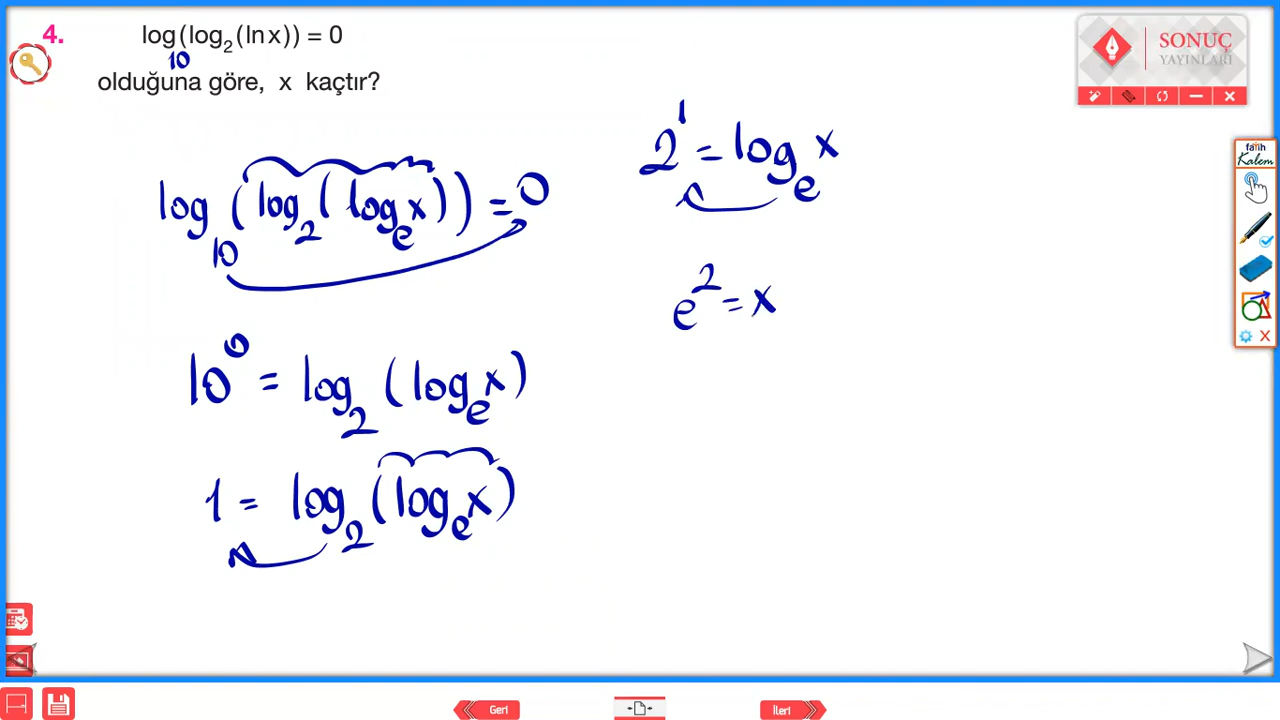 4. log(log₂(lnx)) = 0
10
olduğuna göre, x kaçtır?
log₁₀(log₂(logₑx)) = 0
10⁰ = log₂(logₑx)
1 = log₂(logₑx)
2¹ = logₑx
e² = x
SONUÇ
YAYINLARI
fatih
Kalem
Geri
İleri